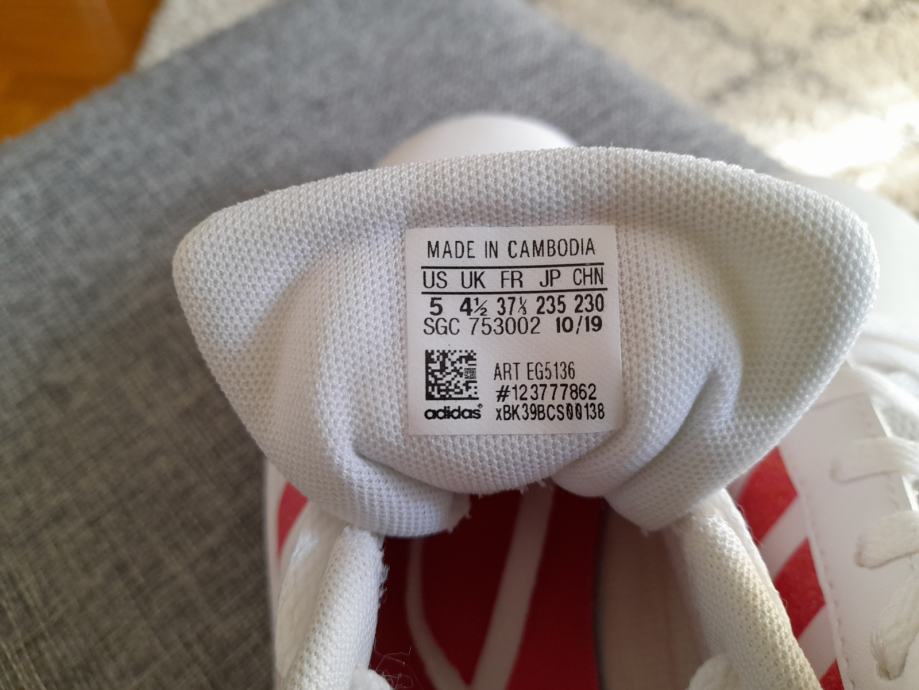 MADE IN CAMBODIA
US UK FR JP CHN
5 4½ 37⅓ 235 230
SGC 753002 10/19
ART EG5136
#123777862
adidas xBK39BCS00138